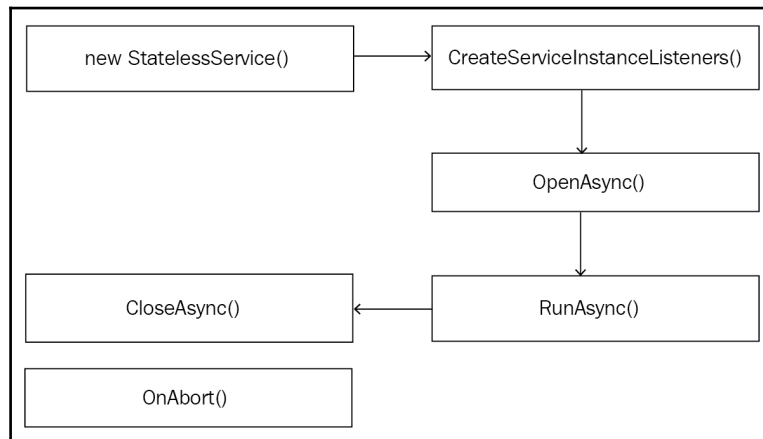 new StatelessService()
CreateServiceInstanceListeners()
OpenAsync()
CloseAsync()
RunAsync()
OnAbort()